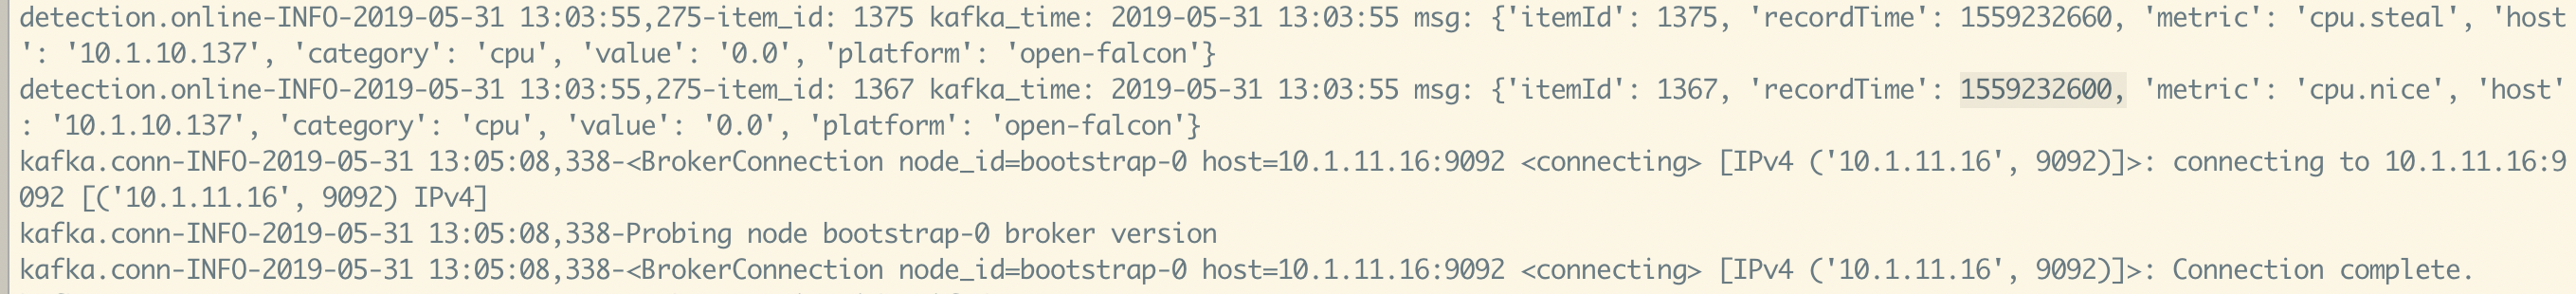 detection.online-INFO-2019-05-31 13:03:55,275-item_id: 1375 kafka_time: 2019-05-31 13:03:55 msg: {'itemId': 1375, 'recordTime': 1559232660, 'metric': 'cpu.steal', 'host
': '10.1.10.137', 'category': 'cpu', 'value': '0.0', 'platform': 'open-falcon'}
detection.online-INFO-2019-05-31 13:03:55,275-item_id: 1367 kafka_time: 2019-05-31 13:03:55 msg: {'itemId': 1367, 'recordTime': 1559232600, 'metric': 'cpu.nice', 'host'
: '10.1.10.137', 'category': 'cpu', 'value': '0.0', 'platform': 'open-falcon'}
kafka.conn-INFO-2019-05-31 13:05:08,338-<BrokerConnection node_id=bootstrap-0 host=10.1.11.16:9092 <connecting> [IPv4 ('10.1.11.16', 9092)]>: connecting to 10.1.11.16:9
092 [('10.1.11.16', 9092) IPv4]
kafka.conn-INFO-2019-05-31 13:05:08,338-Probing node bootstrap-0 broker version
kafka.conn-INFO-2019-05-31 13:05:08,338-<BrokerConnection node_id=bootstrap-0 host=10.1.11.16:9092 <connecting> [IPv4 ('10.1.11.16', 9092)]>: Connection complete.